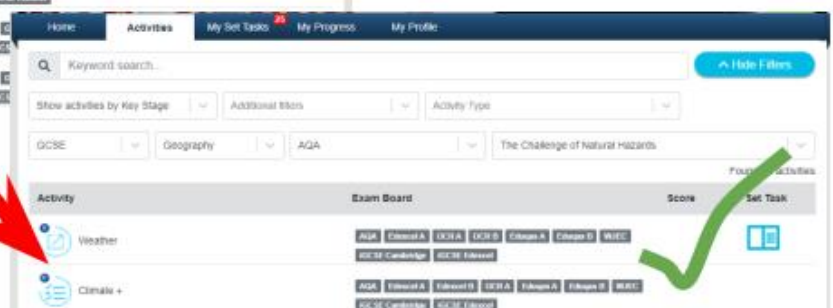 Home Activities My Set Tasks 25 My Progress My Profile
Keyword search...
Hide Filters
Show activities by Key Stage Additional filters Activity Type
GCSE Geography AQA The Challenge of Natural Hazards
activities
Activity Exam Board Score Set Task
Weather AQA Edexcel A OCR A OCR B Eduqas A Eduqas B WJEC
iGCSE Cambridge iGCSE Edexcel
Climate + AQA Edexcel A Edexcel B OCR A Eduqas A Eduqas B WJEC
iGCSE Cambridge iGCSE Edexcel